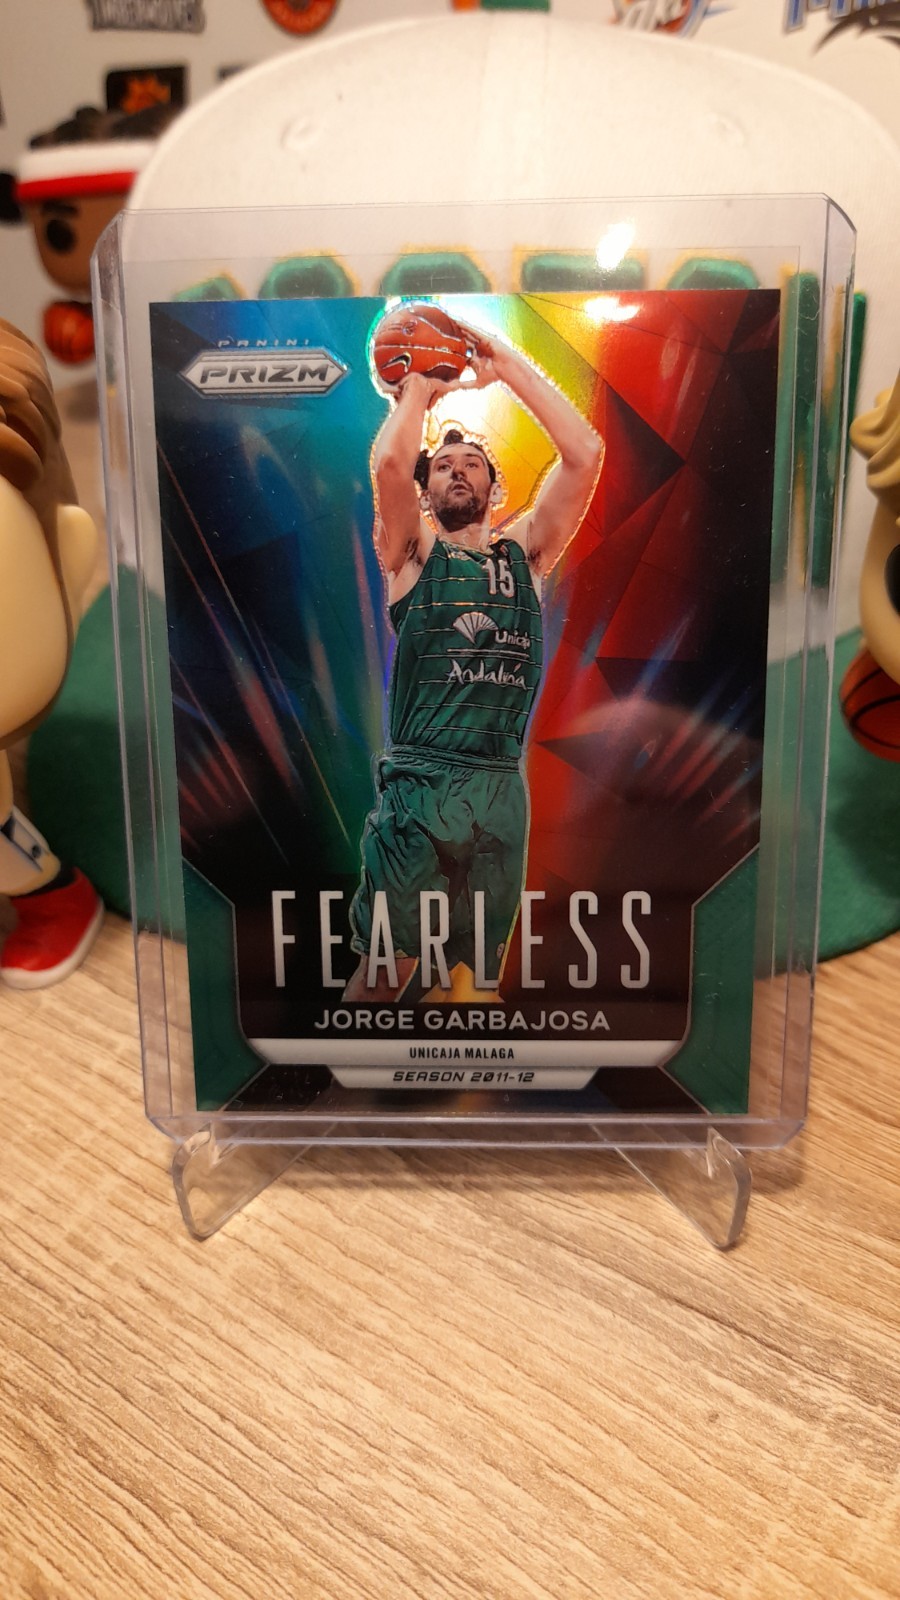 PANINI
PRIZM
15
Unicaja
Andalucía
FEARLESS
JORGE GARBAJOSA
UNICAJA MALAGA
SEASON 2011-12